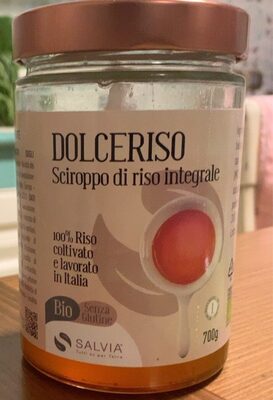 DOLCERISO
Sciroppo di riso integrale
100% Riso
coltivato
e lavorato
in Italia
Bio
Senza
Glutine
SALVIA
700g